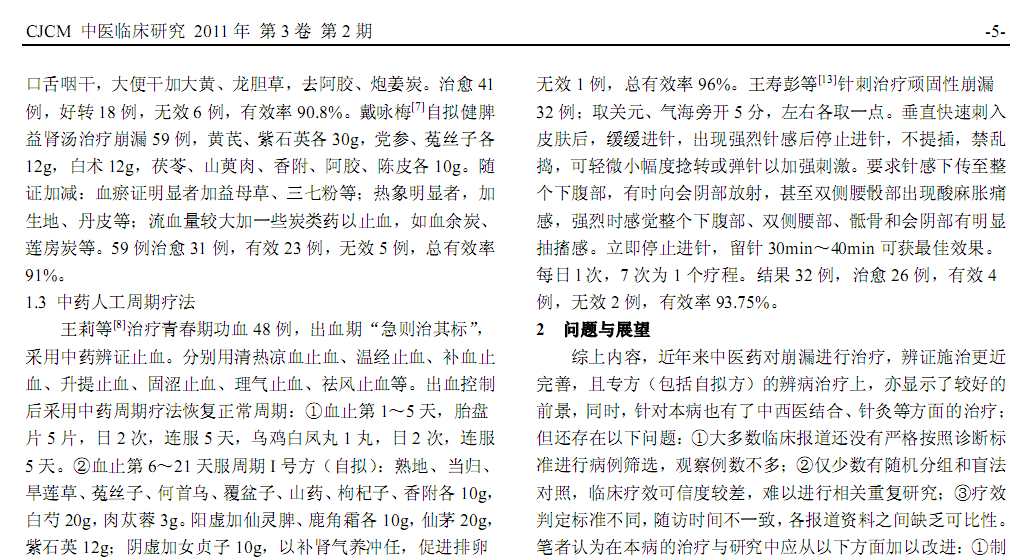 CJCM 中医临床研究 2011 年 第 3 卷 第 2 期
-5-
口舌咽干，大便干加大黄、龙胆草，去阿胶、炮姜炭。治愈 41
例，好转 18 例，无效 6 例，有效率 90.8%。戴咏梅[7]自拟健脾
益肾汤治疗崩漏 59 例，黄芪、紫石英各 30g，党参、菟丝子各
12g，白术 12g，茯苓、山萸肉、香附、阿胶、陈皮各 10g。随
证加减：血瘀证明显者加益母草、三七粉等；热象明显者，加
生地、丹皮等；流血量较大加一些炭类药以止血，如血余炭、
莲房炭等。59 例治愈 31 例，有效 23 例，无效 5 例，总有效率
91%。
1.3 中药人工周期疗法
王莉等[8]治疗青春期功血 48 例，出血期“急则治其标”，
采用中药辨证止血。分别用清热凉血止血、温经止血、补血止
血、升提止血、固涩止血、理气止血、祛风止血等。出血控制
后采用中药周期疗法恢复正常周期：①血止第 1～5 天，胎盘
片 5 片，日 2 次，连服 5 天，乌鸡白凤丸 1 丸，日 2 次，连服
5 天。②血止第 6～21 天服周期 I 号方（自拟）：熟地、当归、
旱莲草、菟丝子、何首乌、覆盆子、山药、枸杞子、香附各 10g，
白芍 20g，肉苁蓉 3g。阳虚加仙灵脾、鹿角霜各 10g，仙茅 20g，
紫石英 12g；阴虚加女贞子 10g，以补肾气养冲任，促进排卵
无效 1 例，总有效率 96%。王寿彭等[13]针刺治疗顽固性崩漏
32 例；取关元、气海旁开 5 分，左右各取一点。垂直快速刺入
皮肤后，缓缓进针，出现强烈针感后停止进针，不提插，禁乱
捣，可轻微小幅度捻转或弹针以加强刺激。要求针感下传至整
个下腹部，有时向会阴部放射，甚至双侧腰骰部出现酸麻胀痛
感，强烈时感觉整个下腹部、双侧腰部、骶骨和会阴部有明显
抽搐感。立即停止进针，留针 30min～40min 可获最佳效果。
每日 1 次，7 次为 1 个疗程。结果 32 例，治愈 26 例，有效 4
例，无效 2 例，有效率 93.75%。
2 问题与展望
综上内容，近年来中医药对崩漏进行治疗，辨证施治更近
完善，且专方（包括自拟方）的辨病治疗上，亦显示了较好的
前景，同时，针对本病也有了中西医结合、针灸等方面的治疗；
但还存在以下问题：①大多数临床报道还没有严格按照诊断标
准进行病例筛选，观察例数不多；②仅少数有随机分组和盲法
对照，临床疗效可信度较差，难以进行相关重复研究；③疗效
判定标准不同，随访时间不一致，各报道资料之间缺乏可比性。
笔者认为在本病的治疗与研究中应从以下方面加以改进：①制